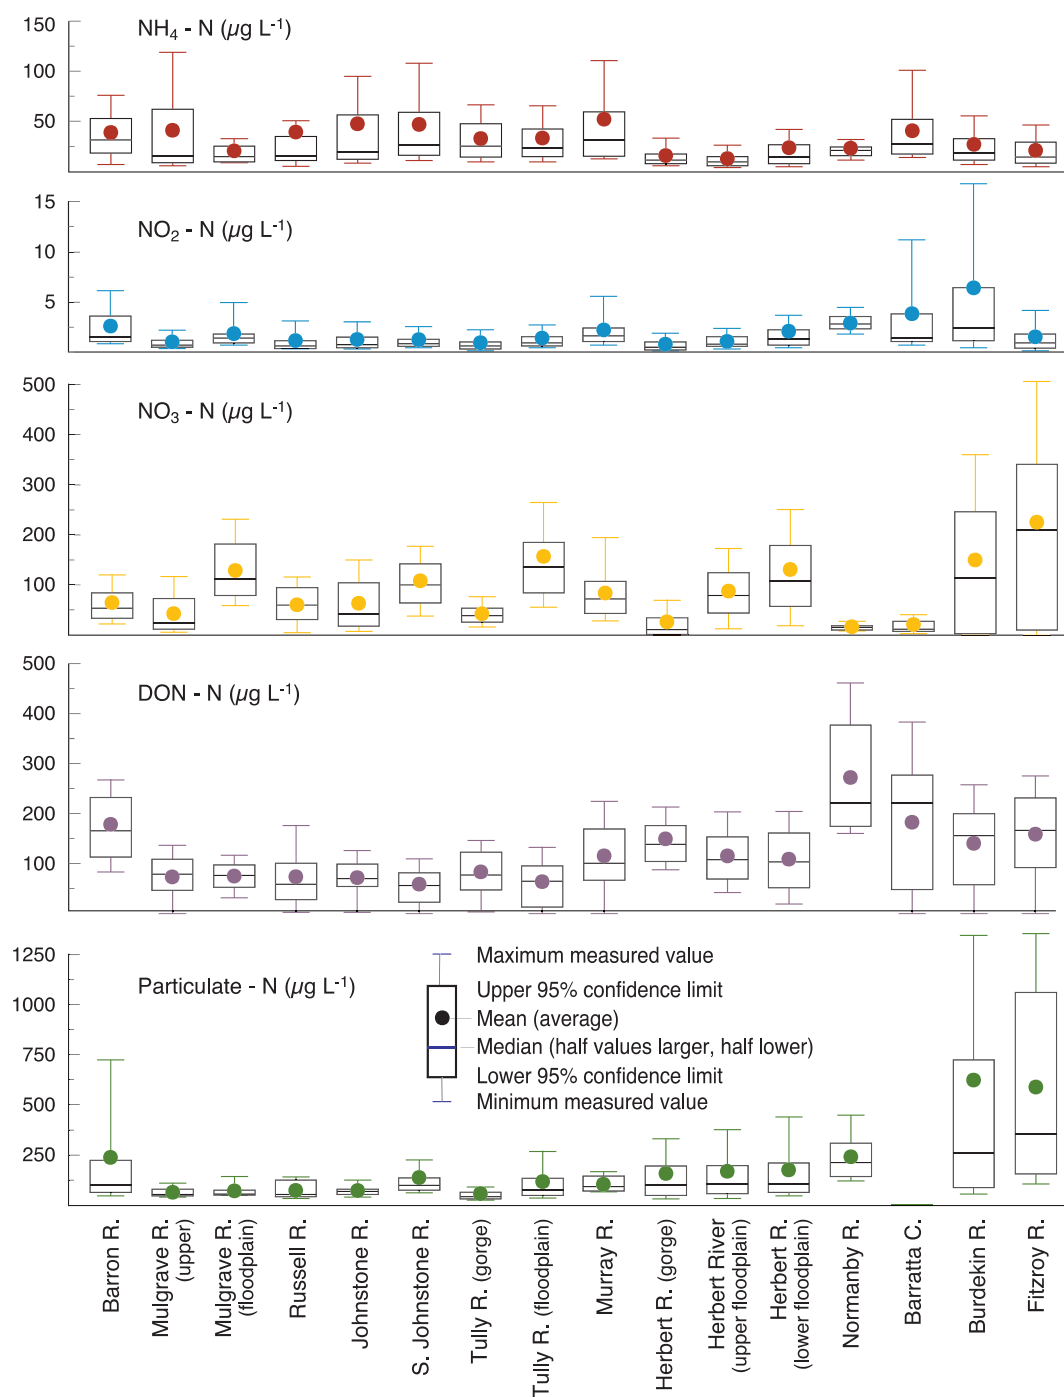 NH₄ - N (µg L⁻¹)
150
100
50
NO₂ - N (µg L⁻¹)
15
10
5
NO₃ - N (µg L⁻¹)
500
400
300
200
100
DON - N (µg L⁻¹)
500
400
300
200
100
Particulate - N (µg L⁻¹)
1250
1000
750
500
250
Maximum measured value
Upper 95% confidence limit
Mean (average)
Median (half values larger, half lower)
Lower 95% confidence limit
Minimum measured value
Barron R.
Mulgrave R.
(upper)
Mulgrave R.
(floodplain)
Russell R.
Johnstone R.
S. Johnstone R.
Tully R. (gorge)
Tully R. (floodplain)
Murray R.
Herbert R. (gorge)
Herbert River
(upper floodplain)
Herbert R.
(lower floodplain)
Normanby R.
Barratta C.
Burdekin R.
Fitzroy R.